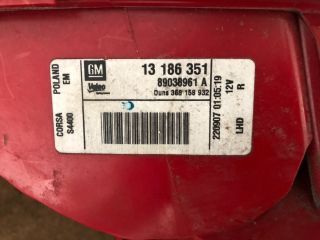 POLAND
EM
CORSA
S4400
GM
Valeo
13 186 351
89038961 A
Duns 368 158 932
220907 01:05:19
12V
R
LHD